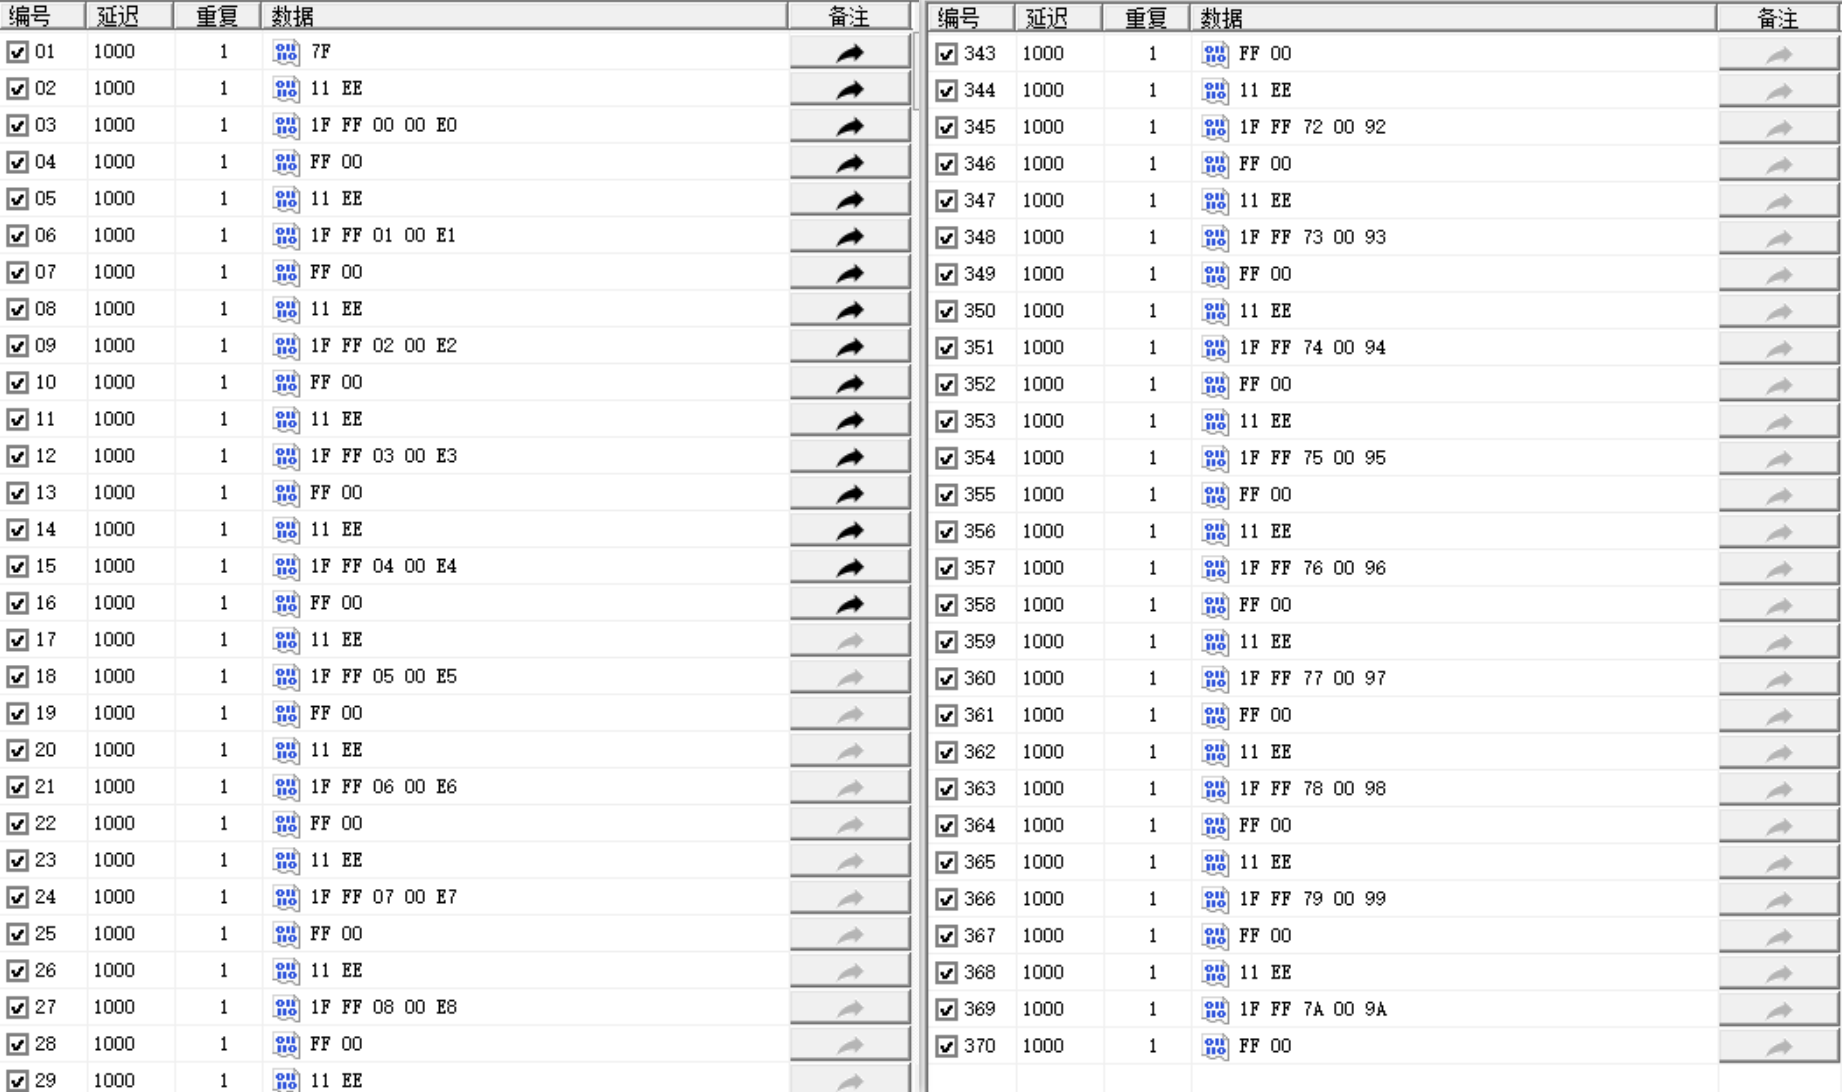 编号 延迟 重复 数据 备注
01 1000 1 7F
02 1000 1 11 EE
03 1000 1 1F FF 00 00 E0
04 1000 1 FF 00
05 1000 1 11 EE
06 1000 1 1F FF 01 00 E1
07 1000 1 FF 00
08 1000 1 11 EE
09 1000 1 1F FF 02 00 E2
10 1000 1 FF 00
11 1000 1 11 EE
12 1000 1 1F FF 03 00 E3
13 1000 1 FF 00
14 1000 1 11 EE
15 1000 1 1F FF 04 00 E4
16 1000 1 FF 00
17 1000 1 11 EE
18 1000 1 1F FF 05 00 E5
19 1000 1 FF 00
20 1000 1 11 EE
21 1000 1 1F FF 06 00 E6
22 1000 1 FF 00
23 1000 1 11 EE
24 1000 1 1F FF 07 00 E7
25 1000 1 FF 00
26 1000 1 11 EE
27 1000 1 1F FF 08 00 E8
28 1000 1 FF 00
29 1000 1 11 EE
编号 延迟 重复 数据 备注
343 1000 1 FF 00
344 1000 1 11 EE
345 1000 1 1F FF 72 00 92
346 1000 1 FF 00
347 1000 1 11 EE
348 1000 1 1F FF 73 00 93
349 1000 1 FF 00
350 1000 1 11 EE
351 1000 1 1F FF 74 00 94
352 1000 1 FF 00
353 1000 1 11 EE
354 1000 1 1F FF 75 00 95
355 1000 1 FF 00
356 1000 1 11 EE
357 1000 1 1F FF 76 00 96
358 1000 1 FF 00
359 1000 1 11 EE
360 1000 1 1F FF 77 00 97
361 1000 1 FF 00
362 1000 1 11 EE
363 1000 1 1F FF 78 00 98
364 1000 1 FF 00
365 1000 1 11 EE
366 1000 1 1F FF 79 00 99
367 1000 1 FF 00
368 1000 1 11 EE
369 1000 1 1F FF 7A 00 9A
370 1000 1 FF 00